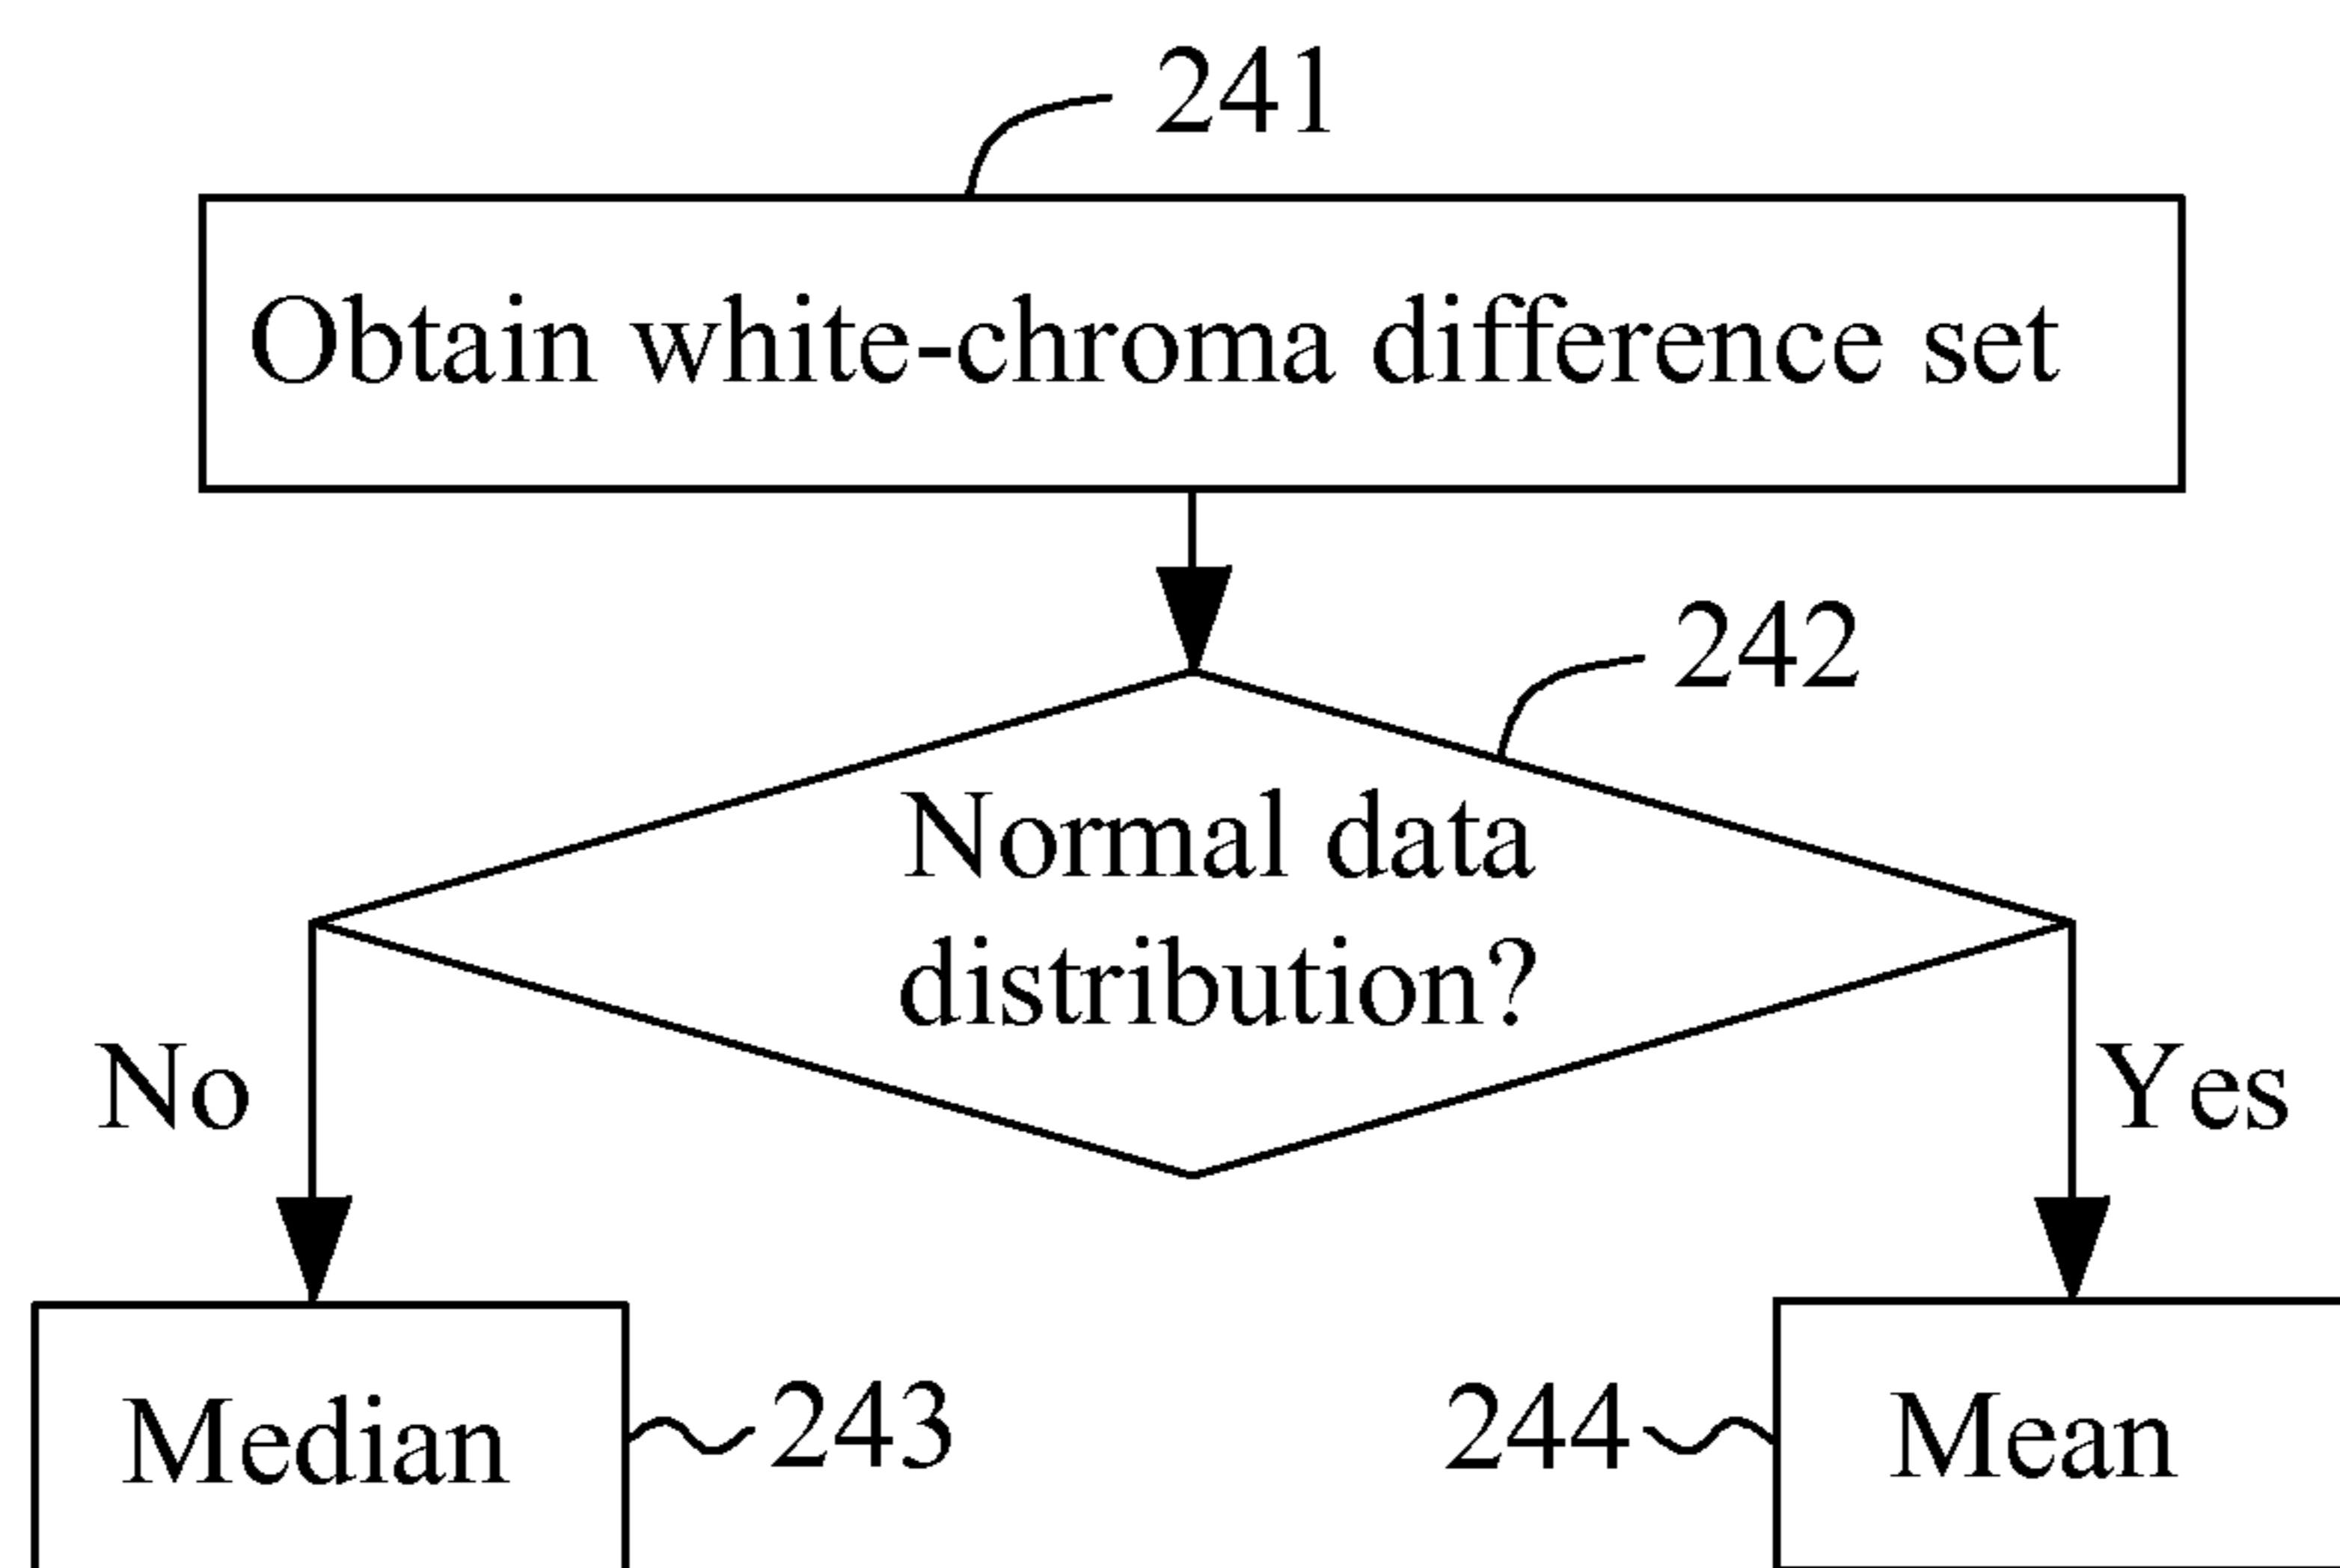 241
Obtain white-chroma difference set
242
Normal data
distribution?
No
Yes
Median
243
244
Mean